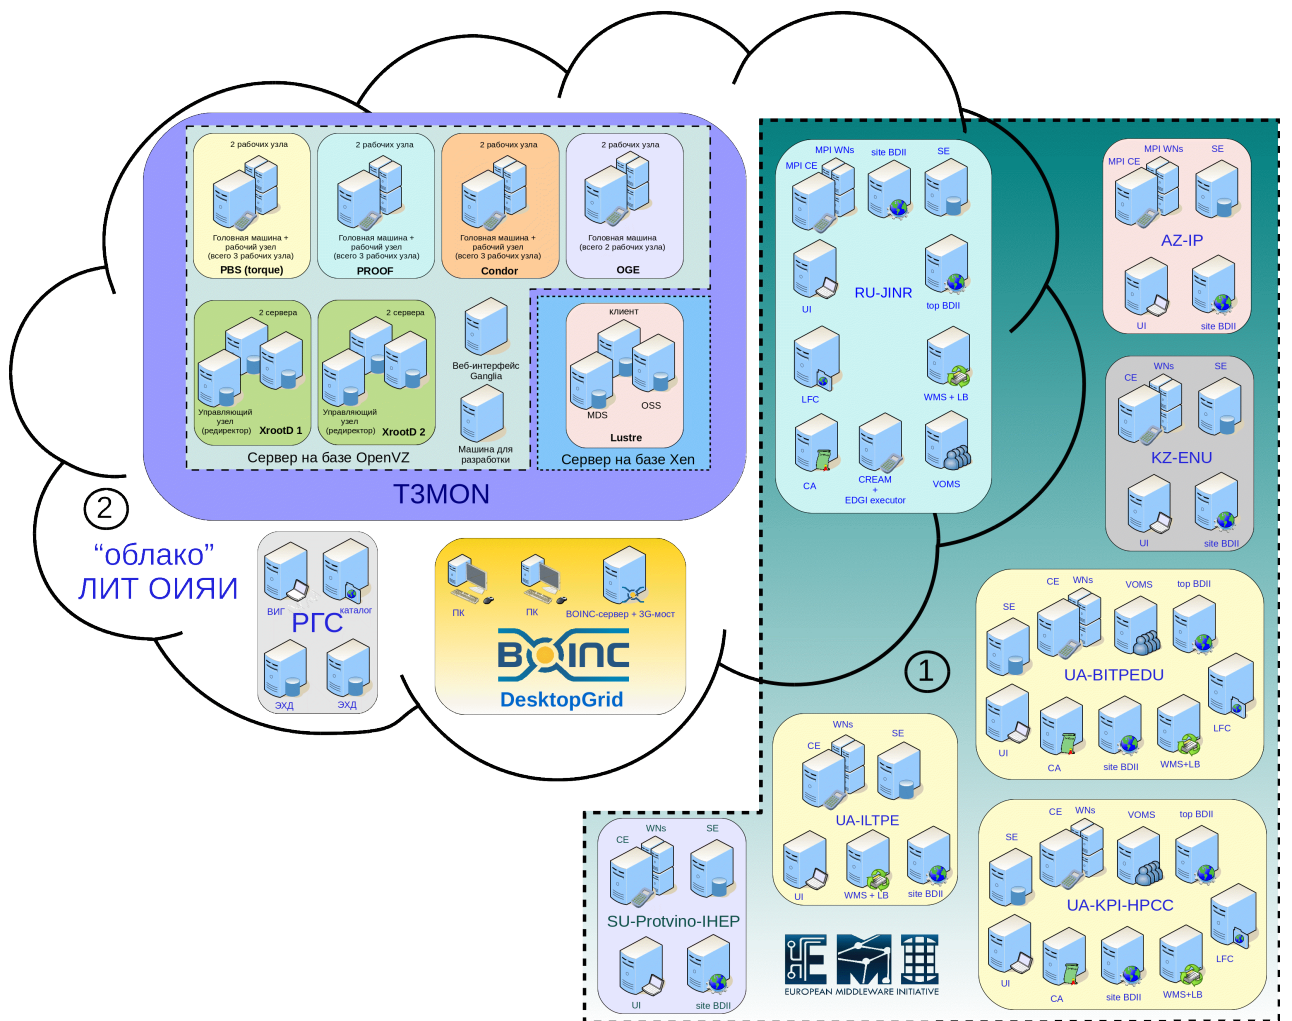 2 рабочих узла
Головная машина +
рабочий узел
(всего 3 рабочих узла)
PBS (torque)
2 рабочих узла
Головная машина +
рабочий узел
(всего 3 рабочих узла)
PROOF
2 рабочих узла
Головная машина +
рабочий узел
(всего 3 рабочих узла)
Condor
2 рабочих узла
Головная машина
(всего 2 рабочих узла)
OGE
2 сервера
Управляющий
узел
(редиректор)
XrootD 1
2 сервера
Управляющий
узел
(редиректор)
XrootD 2
Веб-интерфейс
Ganglia
Машина для
разработки
Сервер на базе OpenVZ
клиент
MDS
OSS
Lustre
Сервер на базе Xen
T3MON
2
“облако”
ЛИТ ОИЯИ
ВИГ
каталог
РГС
ЭХД
ЭХД
ПК
ПК
BOINC-сервер + 3G-мост
BOINC
DesktopGrid
MPI WNs
MPI CE
site BDII
SE
UI
RU-JINR
top BDII
LFC
WMS + LB
CA
CREAM
+
EDGI executor
VOMS
MPI WNs
MPI CE
SE
AZ-IP
UI
site BDII
WNs
CE
SE
KZ-ENU
UI
site BDII
1
CE
WNs
VOMS
top BDII
SE
UA-BITPEDU
UI
CA
site BDII
WMS+LB
LFC
WNs
CE
SE
UA-ILTPE
UI
WMS + LB
site BDII
CE
WNs
VOMS
top BDII
SE
UA-KPI-HPCC
UI
CA
site BDII
WMS+LB
LFC
WNs
CE
SE
SU-Protvino-IHEP
UI
site BDII
EMI
EUROPEAN MIDDLEWARE INITIATIVE